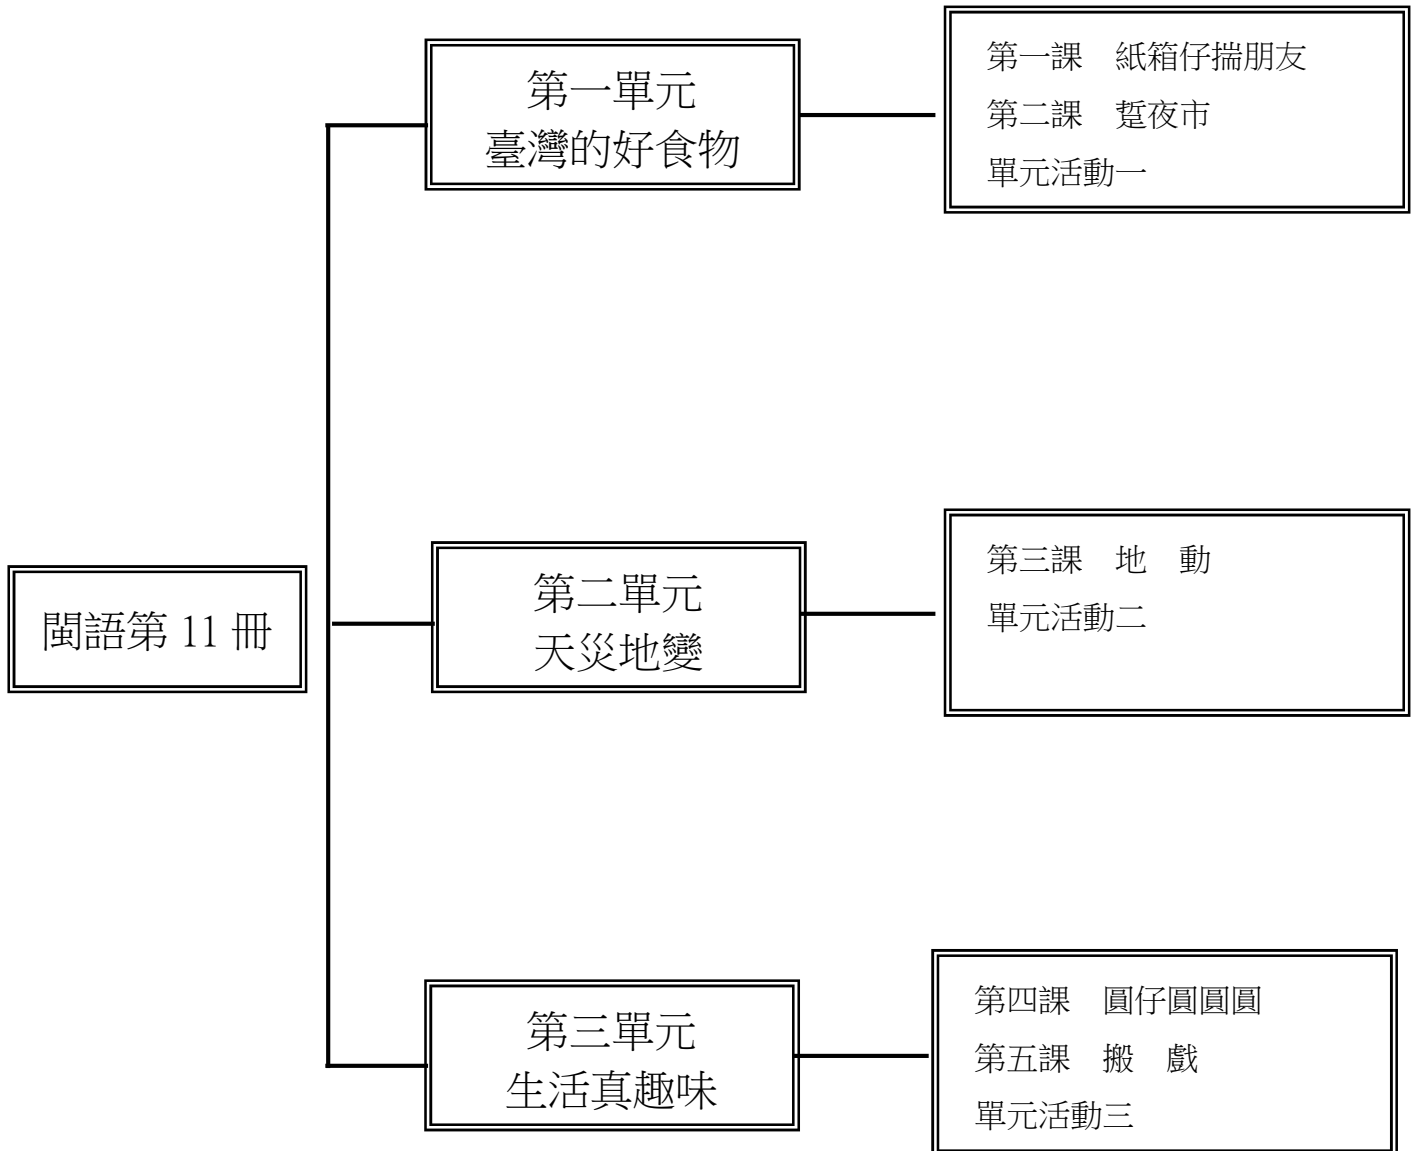 閩語第 11 冊
第一單元
臺灣的好食物
第一課　紙箱仔揣朋友
第二課　踅夜市
單元活動一
第二單元
天災地變
第三課　地　動
單元活動二
第三單元
生活真趣味
第四課　圓仔圓圓圓
第五課　搬　戲
單元活動三